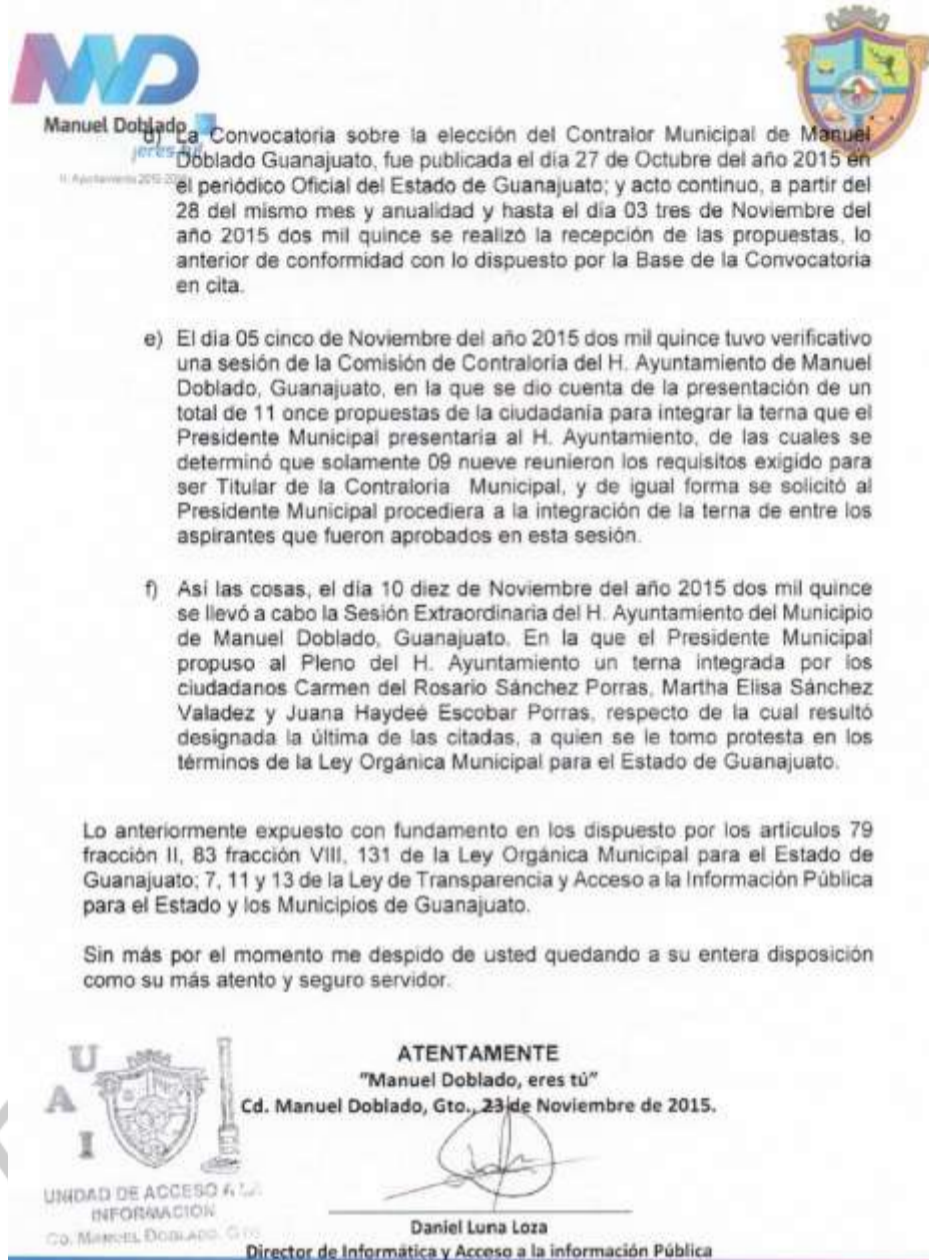 MVD
Manuel Doblado
eres tú!
H. Ayuntamiento 2015-2018
d) La Convocatoria sobre la elección del Contralor Municipal de Manuel
Doblado Guanajuato, fue publicada el día 27 de Octubre del año 2015 en
el periódico Oficial del Estado de Guanajuato; y acto continuo, a partir del
28 del mismo mes y anualidad y hasta el día 03 tres de Noviembre del
año 2015 dos mil quince se realizó la recepción de las propuestas, lo
anterior de conformidad con lo dispuesto por la Base de la Convocatoria
en cita.
e) El día 05 cinco de Noviembre del año 2015 dos mil quince tuvo verificativo
una sesión de la Comisión de Contraloría del H. Ayuntamiento de Manuel
Doblado, Guanajuato, en la que se dio cuenta de la presentación de un
total de 11 once propuestas de la ciudadanía para integrar la terna que el
Presidente Municipal presentaría al H. Ayuntamiento, de las cuales se
determinó que solamente 09 nueve reunieron los requisitos exigido para
ser Titular de la Contraloría Municipal, y de igual forma se solicitó al
Presidente Municipal procediera a la integración de la terna de entre los
aspirantes que fueron aprobados en esta sesión.
f) Así las cosas, el día 10 diez de Noviembre del año 2015 dos mil quince
se llevó a cabo la Sesión Extraordinaria del H. Ayuntamiento del Municipio
de Manuel Doblado, Guanajuato. En la que el Presidente Municipal
propuso al Pleno del H. Ayuntamiento un terna integrada por los
ciudadanos Carmen del Rosario Sánchez Porras, Martha Elisa Sánchez
Valadez y Juana Haydeé Escobar Porras, respecto de la cual resultó
designada la última de las citadas, a quien se le tomo protesta en los
términos de la Ley Orgánica Municipal para el Estado de Guanajuato.
Lo anteriormente expuesto con fundamento en los dispuesto por los artículos 79
fracción II, 83 fracción VIII, 131 de la Ley Orgánica Municipal para el Estado de
Guanajuato; 7, 11 y 13 de la Ley de Transparencia y Acceso a la Información Pública
para el Estado y los Municipios de Guanajuato.
Sin más por el momento me despido de usted quedando a su entera disposición
como su más atento y seguro servidor.
ATENTAMENTE
"Manuel Doblado, eres tú"
Cd. Manuel Doblado, Gto., 23 de Noviembre de 2015.
U
A
I
UNIDAD DE ACCESO A LA
INFORMACION
CD. MANUEL DOBLADO, GTO
Daniel Luna Loza
Director de Informática y Acceso a la información Pública